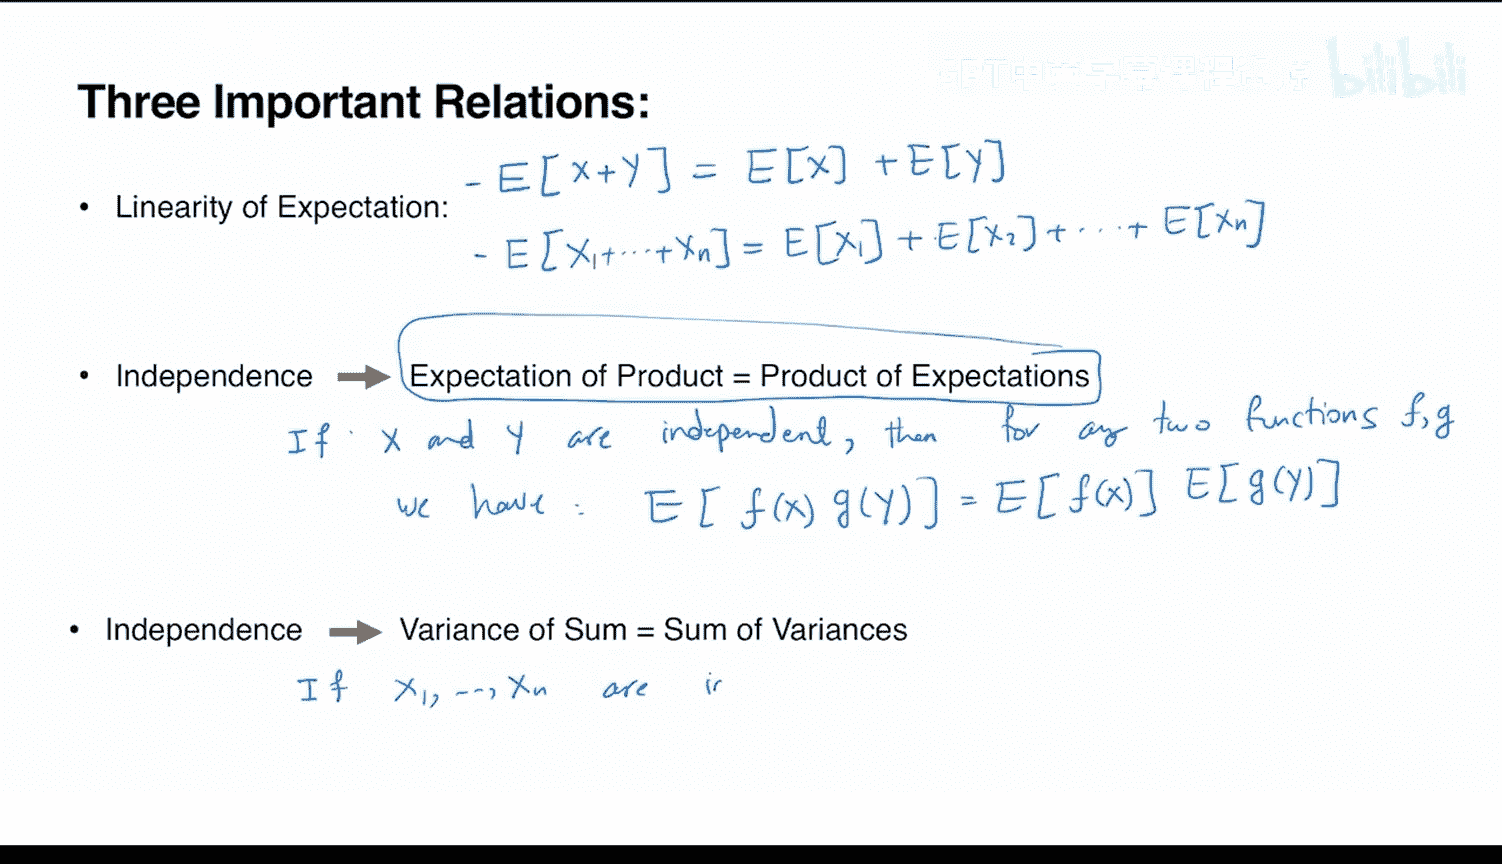 bilibili
Three Important Relations:
- E[X+Y] = E[X] + E[Y]
• Linearity of Expectation:
- E[X₁+···+Xₙ] = E[X₁] + E[X₂] + ··· + E[Xₙ]
• Independence → Expectation of Product = Product of Expectations
If X and Y are independent, then for any two functions f,g
we have : E[ f(X) g(Y)] = E[f(X)] E[g(Y)]
• Independence → Variance of Sum = Sum of Variances
If X₁, --, Xₙ are in